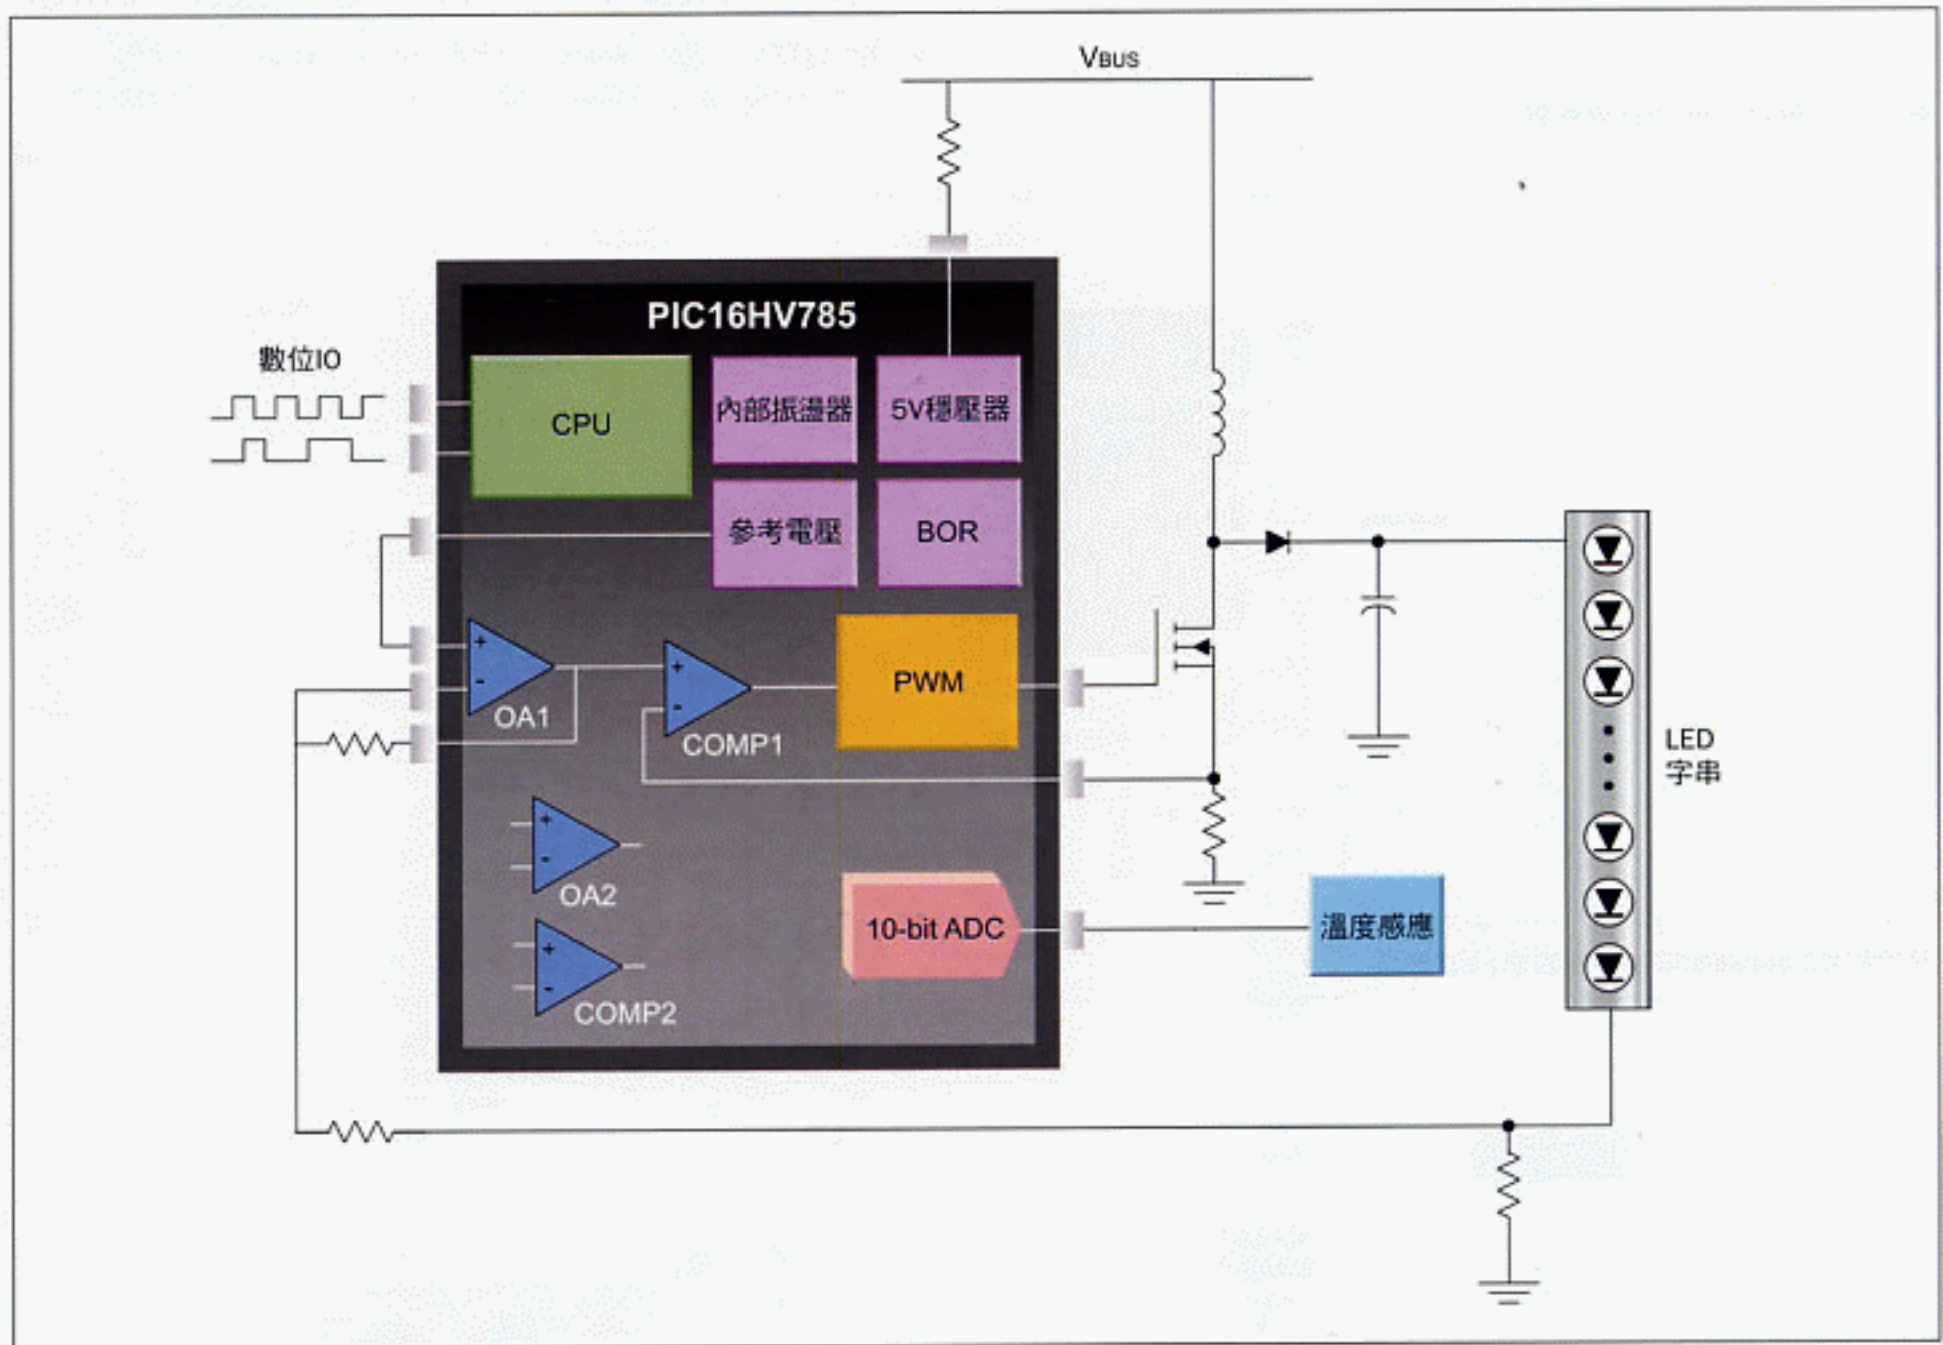 VBUS
PIC16HV785
數位IO
CPU
內部振盪器
5V穩壓器
參考電壓
BOR
+
-
OA1
+
-
COMP1
PWM
LED
字串
+
-
OA2
10-bit ADC
溫度感應
+
-
COMP2